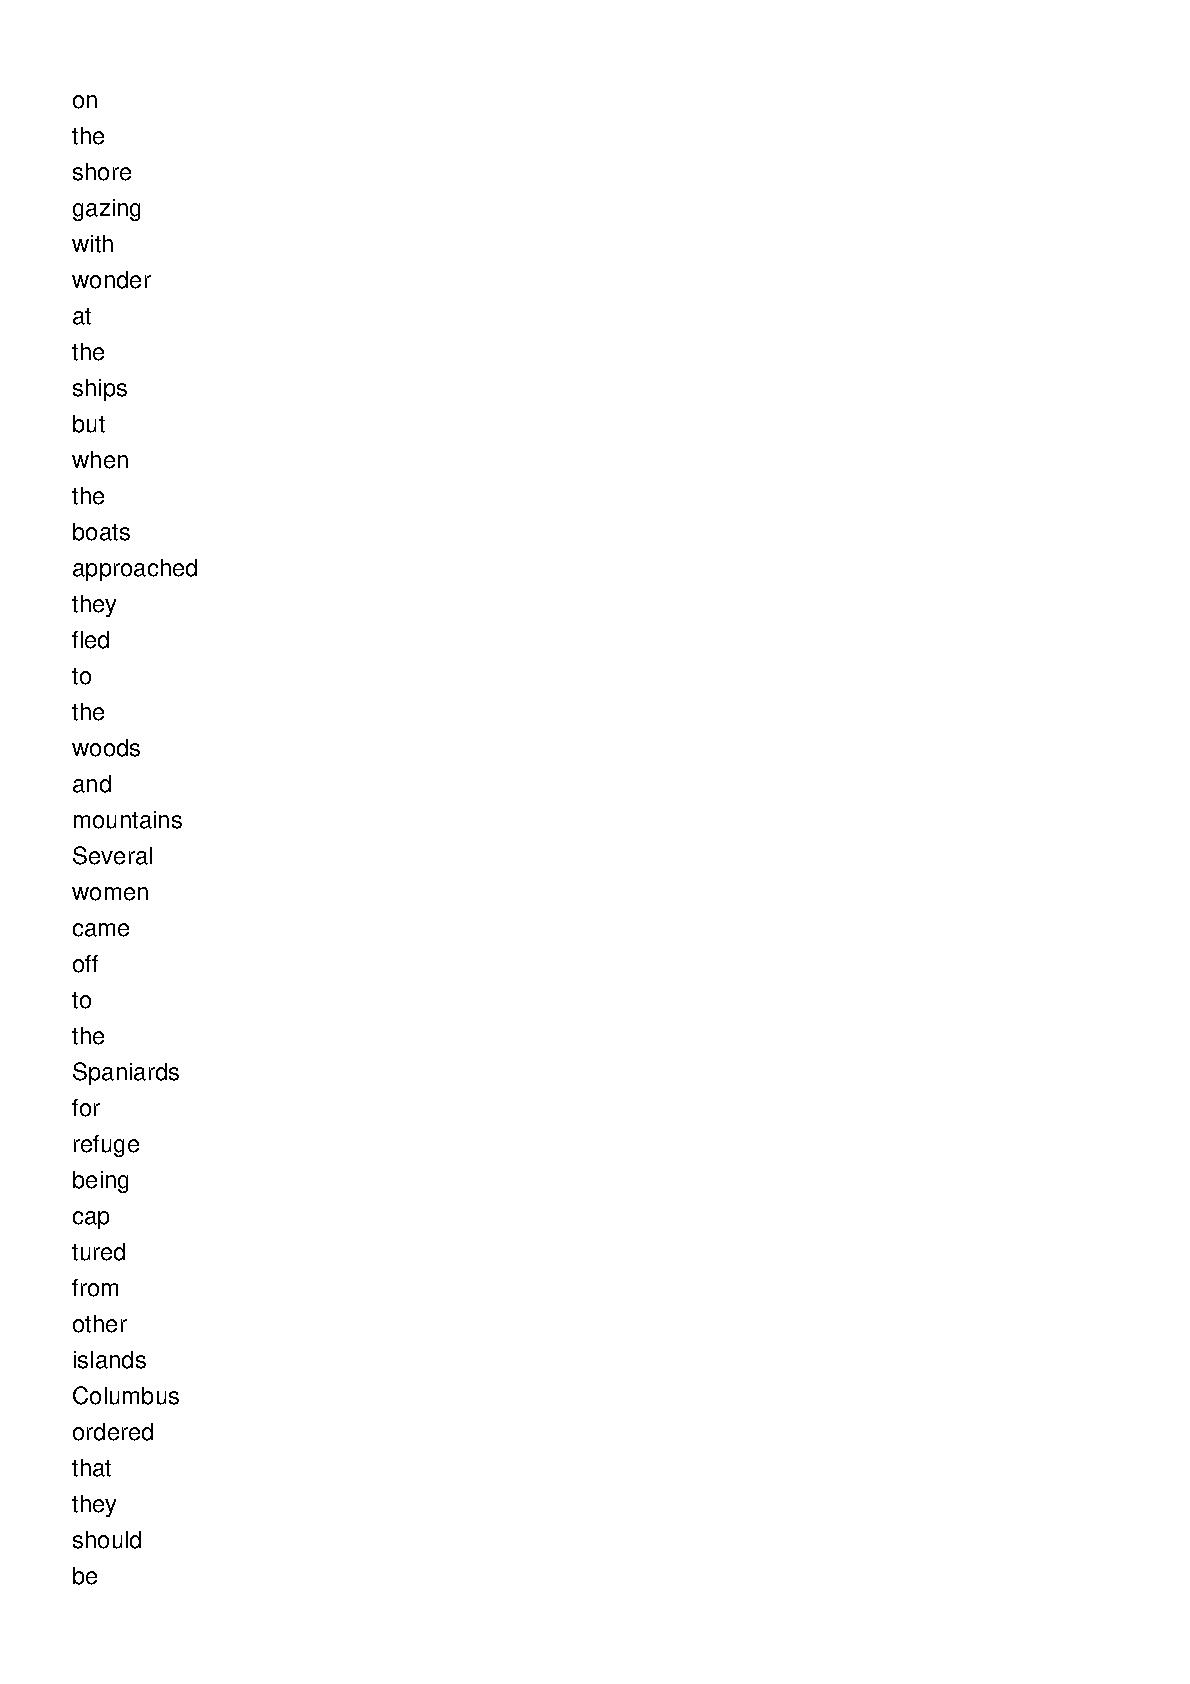 on
the
shore
gazing
with
wonder
at
the
ships
but
when
the
boats
approached
they
fled
to
the
woods
and
mountains
Several
women
came
off
to
the
Spaniards
for
refuge
being
cap
tured
from
other
islands
Columbus
ordered
that
they
should
be